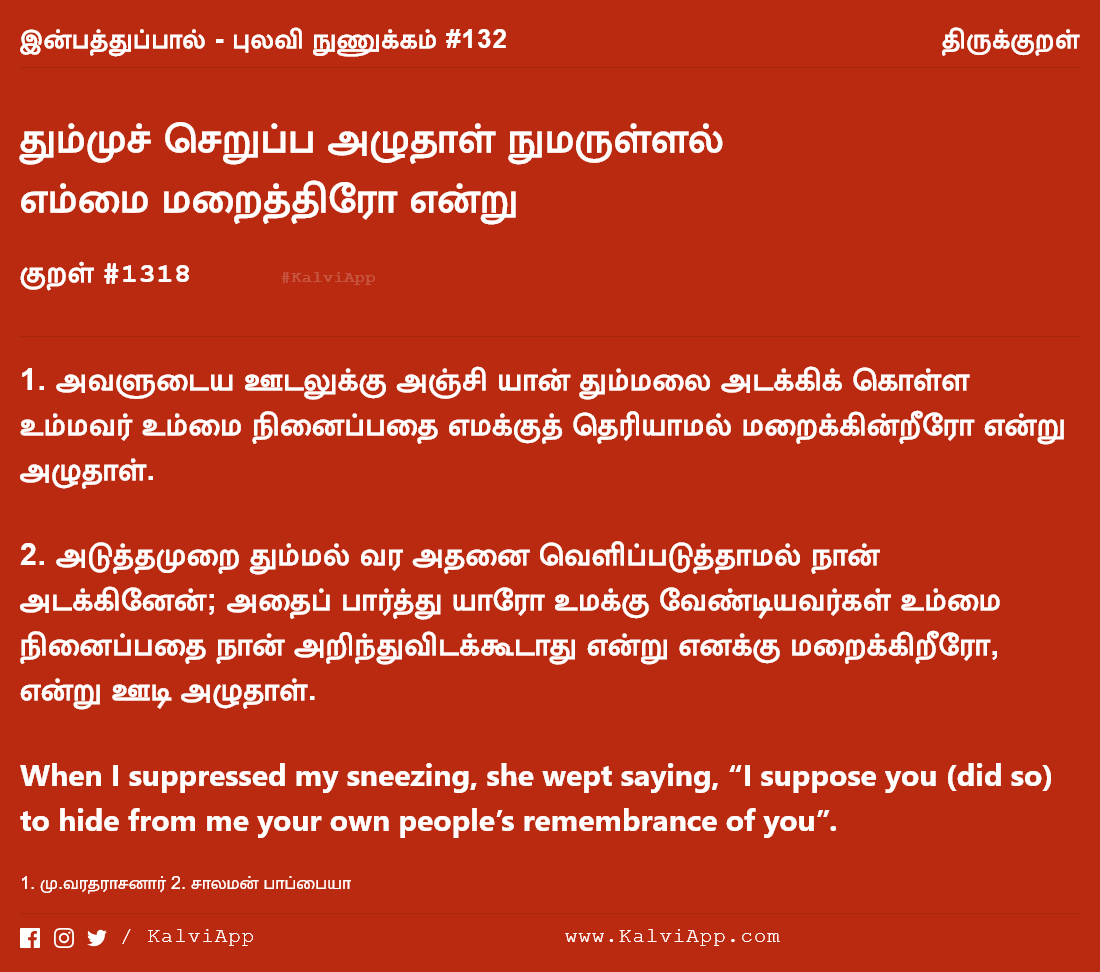 இன்பத்துப்பால் - புலவி நுணுக்கம் #132
திருக்குறள்
தும்முச் செறுப்ப அழுதாள் நுமருள்ளல்
எம்மை மறைத்திரோ என்று
குறள் #1318
#KalviApp
1. அவளுடைய ஊடலுக்கு அஞ்சி யான் தும்மலை அடக்கிக் கொள்ள
உம்மவர் உம்மை நினைப்பதை எமக்குத் தெரியாமல் மறைக்கின்றீரோ என்று
அழுதாள்.
2. அடுத்தமுறை தும்மல் வர அதனை வெளிப்படுத்தாமல் நான்
அடக்கினேன்; அதைப் பார்த்து யாரோ உமக்கு வேண்டியவர்கள் உம்மை
நினைப்பதை நான் அறிந்துவிடக்கூடாது என்று எனக்கு மறைக்கிறீரோ,
என்று ஊடி அழுதாள்.
When I suppressed my sneezing, she wept saying, “I suppose you (did so)
to hide from me your own people’s remembrance of you”.
1. மு.வரதராசனார் 2. சாலமன் பாப்பையா
/ KalviApp
www.KalviApp.com